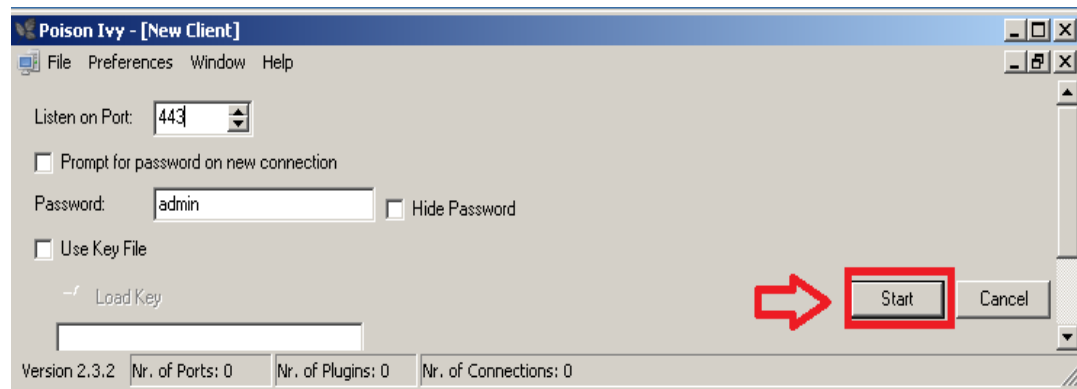 Poison Ivy - [New Client]
File Preferences Window Help
Listen on Port: 443
Prompt for password on new connection
Password: admin Hide Password
Use Key File
Load Key
Start Cancel
Version 2.3.2 Nr. of Ports: 0 Nr. of Plugins: 0 Nr. of Connections: 0